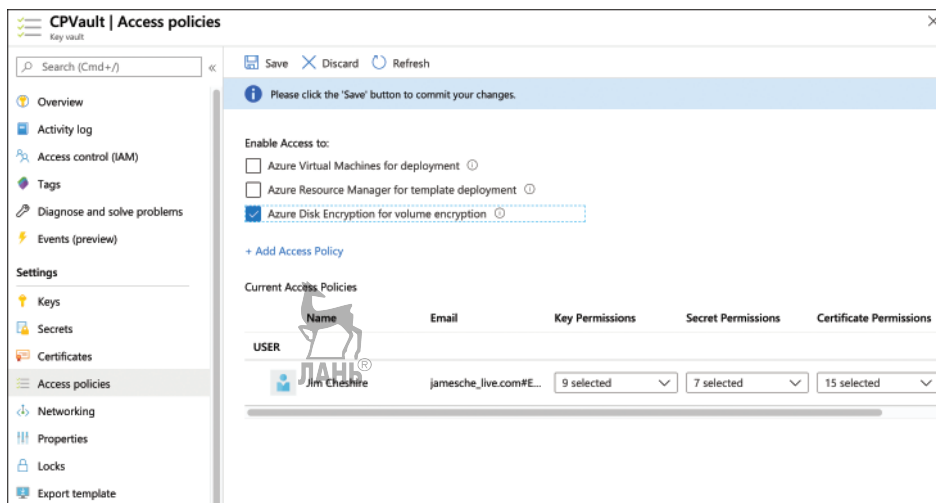 CPVault | Access policies
Key vault
Search (Cmd+/)
Overview
Activity log
Access control (IAM)
Tags
Diagnose and solve problems
Events (preview)
Settings
Keys
Secrets
Certificates
Access policies
Networking
Properties
Locks
Export template
Save Discard Refresh
Please click the 'Save' button to commit your changes.
Enable Access to:
Azure Virtual Machines for deployment
Azure Resource Manager for template deployment
Azure Disk Encryption for volume encryption
+ Add Access Policy
Current Access Policies
Name Email Key Permissions Secret Permissions Certificate Permissions
USER
Jim Cheshire jamesche_live.com#E... 9 selected 7 selected 15 selected
ЛАНЬ®